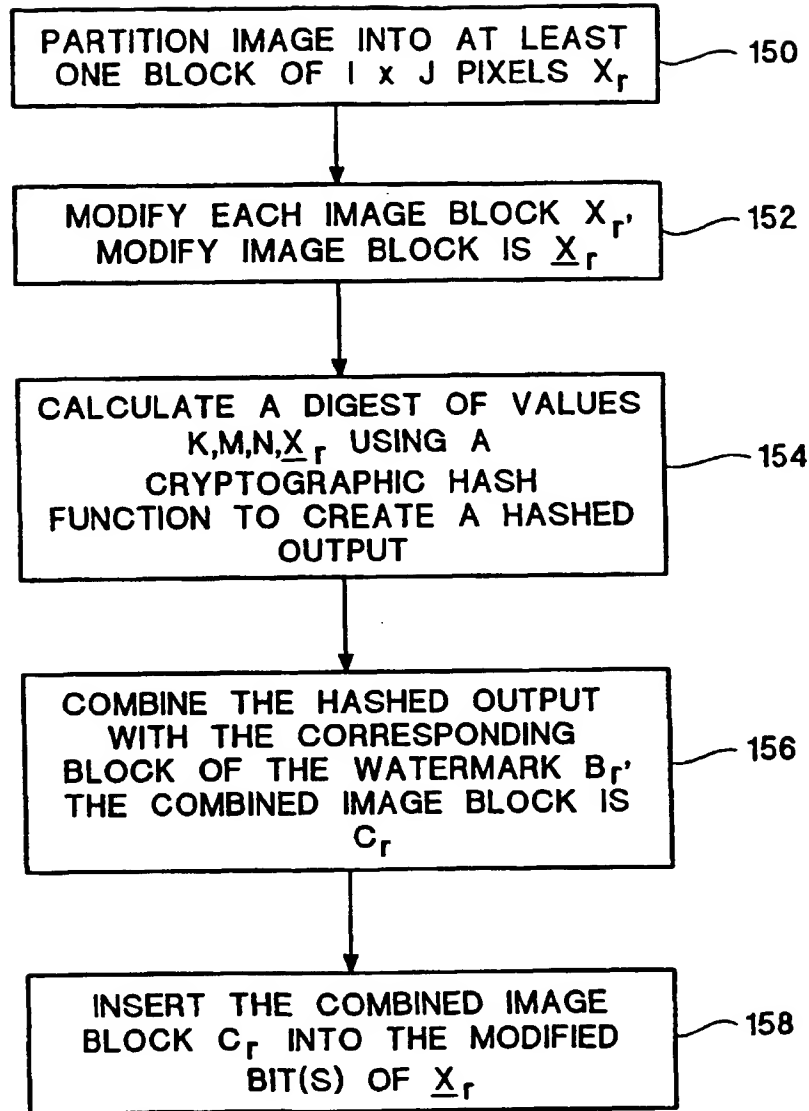 PARTITION IMAGE INTO AT LEAST
ONE BLOCK OF I x J PIXELS Xr
150
MODIFY EACH IMAGE BLOCK Xr,
MODIFY IMAGE BLOCK IS Xr
152
CALCULATE A DIGEST OF VALUES
K,M,N,Xr USING A
CRYPTOGRAPHIC HASH
FUNCTION TO CREATE A HASHED
OUTPUT
154
COMBINE THE HASHED OUTPUT
WITH THE CORRESPONDING
BLOCK OF THE WATERMARK Br,
THE COMBINED IMAGE BLOCK IS
Cr
156
INSERT THE COMBINED IMAGE
BLOCK Cr INTO THE MODIFIED
BIT(S) OF Xr
158